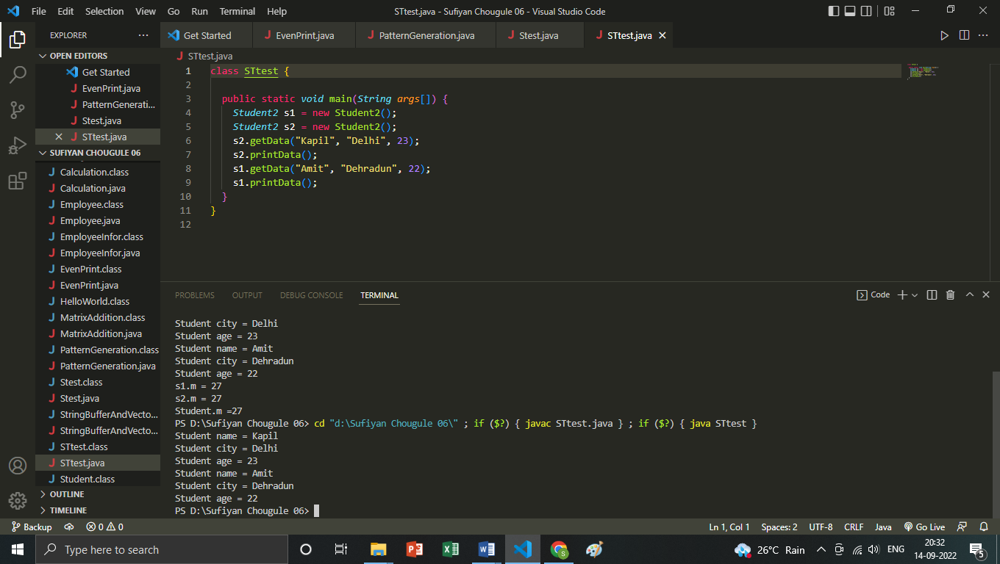 File Edit Selection View Go Run Terminal Help
STtest.java - Sufiyan Chougule 06 - Visual Studio Code
EXPLORER ···
OPEN EDITORS
Get Started
EvenPrint.java
PatternGenerati...
Stest.java
STtest.java
SUFIYAN CHOUGULE 06
Calculation.class
Calculation.java
Employee.class
Employee.java
EmployeeInfor.class
EmployeeInfor.java
EvenPrint.class
EvenPrint.java
HelloWorld.class
MatrixAddition.class
MatrixAddition.java
PatternGeneration.class
PatternGeneration.java
Stest.class
Stest.java
StringBufferAndVecto...
StringBufferAndVecto...
STtest.class
STtest.java
Student.class
OUTLINE
TIMELINE
Get Started EvenPrint.java PatternGeneration.java Stest.java STtest.java
STtest.java
1 class STtest {
2
3 public static void main(String args[]) {
4 Student2 s1 = new Student2();
5 Student2 s2 = new Student2();
6 s2.getData("Kapil", "Delhi", 23);
7 s2.printData();
8 s1.getData("Amit", "Dehradun", 22);
9 s1.printData();
10 }
11 }
12
PROBLEMS OUTPUT DEBUG CONSOLE TERMINAL
Code
Student city = Delhi
Student age = 23
Student name = Amit
Student city = Dehradun
Student age = 22
s1.m = 27
s2.m = 27
Student.m =27
PS D:\Sufiyan Chougule 06> cd "d:\Sufiyan Chougule 06\" ; if ($?) { javac STtest.java } ; if ($?) { java STtest }
Student name = Kapil
Student city = Delhi
Student age = 23
Student name = Amit
Student city = Dehradun
Student age = 22
PS D:\Sufiyan Chougule 06>
Backup 0 0 Ln 1, Col 1 Spaces: 2 UTF-8 CRLF Java Go Live
Type here to search
26°C Rain
ENG
20:32
14-09-2022
5